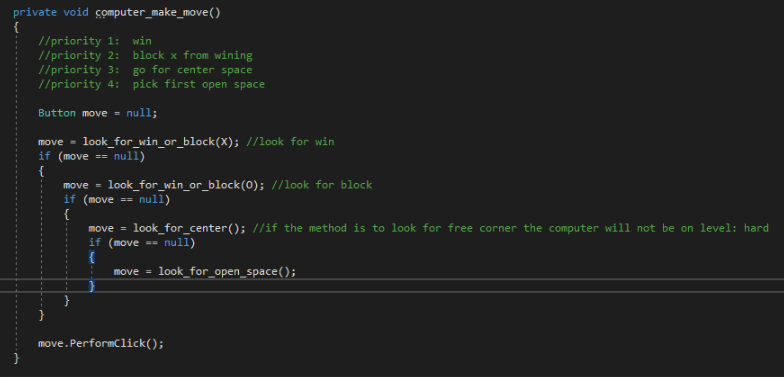 private void computer_make_move()
{
//priority 1:  win
//priority 2:  block x from wining
//priority 3:  go for center space
//priority 4:  pick first open space
Button move = null;
move = look_for_win_or_block(X); //look for win
if (move == null)
{
move = look_for_win_or_block(O); //look for block
if (move == null)
{
move = look_for_center(); //if the method is to look for free corner the computer will not be on level: hard
if (move == null)
{
move = look_for_open_space();
}
}
}
move.PerformClick();
}